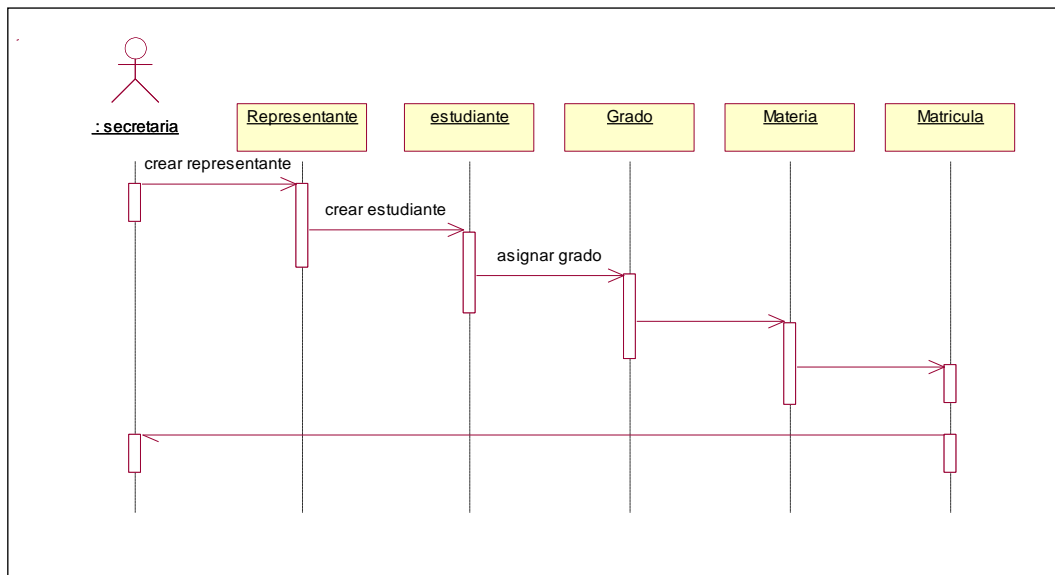 : secretaria
Representante
estudiante
Grado
Materia
Matricula
crear representante
crear estudiante
asignar grado